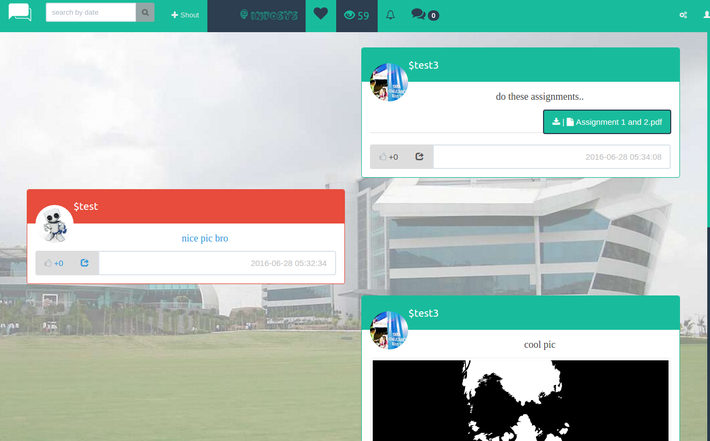 search by date
Shout
INFOSYS
59
0
$test3
do these assignments..
| Assignment 1 and 2.pdf
+0
2016-06-28 05:34:08
$test
nice pic bro
+0
2016-06-28 05:32:34
$test3
cool pic